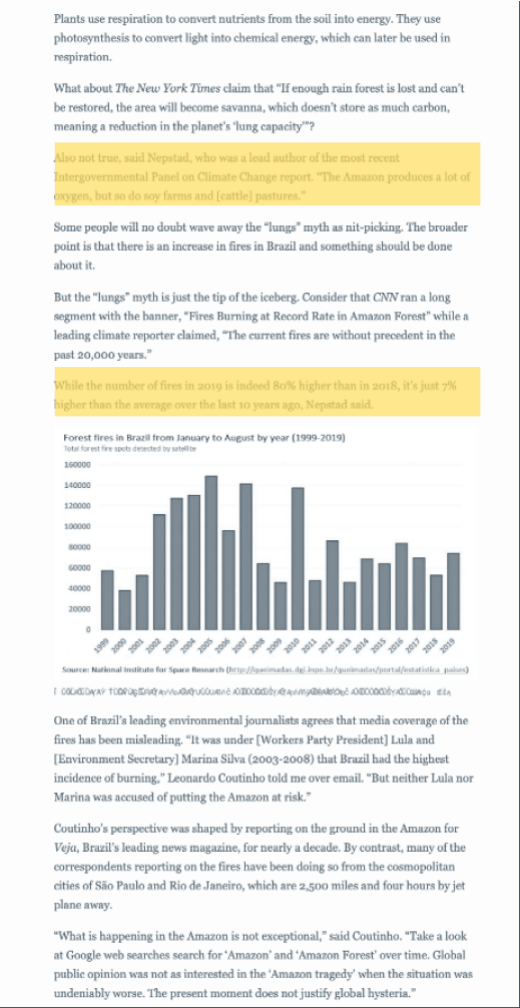 Plants use respiration to convert nutrients from the soil into energy. They use
photosynthesis to convert light into chemical energy, which can later be used in
respiration.
What about The New York Times claim that “If enough rain forest is lost and can’t
be restored, the area will become savanna, which doesn’t store as much carbon,
meaning a reduction in the planet’s ‘lung capacity’”?
Also not true, said Nepstad, who was a lead author of the most recent
Intergovernmental Panel on Climate Change report. “The Amazon produces a lot of
oxygen, but so do soy farms and [cattle] pastures.”
Some people will no doubt wave away the “lungs” myth as nit-picking. The broader
point is that there is an increase in fires in Brazil and something should be done
about it.
But the “lungs” myth is just the tip of the iceberg. Consider that CNN ran a long
segment with the banner, “Fires Burning at Record Rate in Amazon Forest” while a
leading climate reporter claimed, “The current fires are without precedent in the
past 20,000 years.”
While the number of fires in 2019 is indeed 80% higher than in 2018, it’s just 7%
higher than the average over the last 10 years ago, Nepstad said.
Forest fires in Brazil from January to August by year (1999-2019)
Total forest fire spots detected by satellite
160000
140000
120000
100000
80000
60000
40000
20000
0
1999 2000 2001 2002 2003 2004 2005 2006 2007 2008 2009 2010 2011 2012 2013 2014 2015 2016 2017 2018 2019
Source: National Institute for Space Research (http://queimadas.dgi.inpe.br/queimadas/portal/estatistica_paises)
One of Brazil’s leading environmental journalists agrees that media coverage of the
fires has been misleading. “It was under [Workers Party President] Lula and
[Environment Secretary] Marina Silva (2003-2008) that Brazil had the highest
incidence of burning,” Leonardo Coutinho told me over email. “But neither Lula nor
Marina was accused of putting the Amazon at risk.”
Coutinho’s perspective was shaped by reporting on the ground in the Amazon for
Veja, Brazil’s leading news magazine, for nearly a decade. By contrast, many of the
correspondents reporting on the fires have been doing so from the cosmopolitan
cities of São Paulo and Rio de Janeiro, which are 2,500 miles and four hours by jet
plane away.
“What is happening in the Amazon is not exceptional,” said Coutinho. “Take a look
at Google web searches search for ‘Amazon’ and ‘Amazon Forest’ over time. Global
public opinion was not as interested in the ‘Amazon tragedy’ when the situation was
undeniably worse. The present moment does not justify global hysteria.”